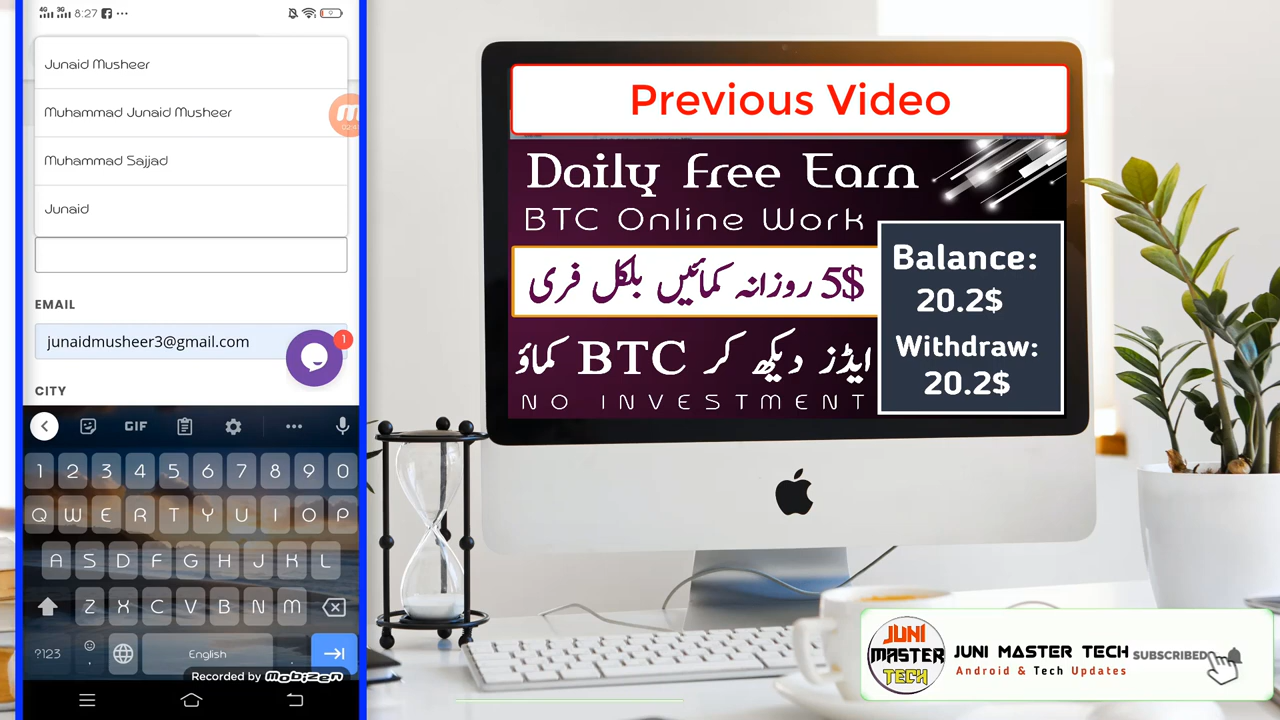 4G 3G 8:27 9
Junaid Musheer
Muhammad Junaid Musheer
Muhammad Sajjad
Junaid
EMAIL
junaidmusheer3@gmail.com
1
CITY
GIF
1 2 3 4 5 6 7 8 9 0
Q W E R T Y U I O P
A S D F G H J K L
Z X C V B N M
?123 , English .
Recorded by mobizen
Previous Video
Daily Free Earn
BTC Online Work
5$ روزانہ کمائیں بلکل فری
ایڈز دیکھ کر BTC کماؤ
NO INVESTMENT
Balance:
20.2$
Withdraw:
20.2$
JUNI
MASTER
TECH
JUNI MASTER TECH
Android & Tech Updates
SUBSCRIBED